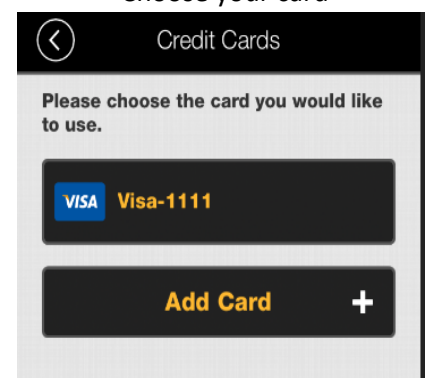 Choose your card
Credit Cards
Please choose the card you would like
to use.
VISA Visa-1111
Add Card +